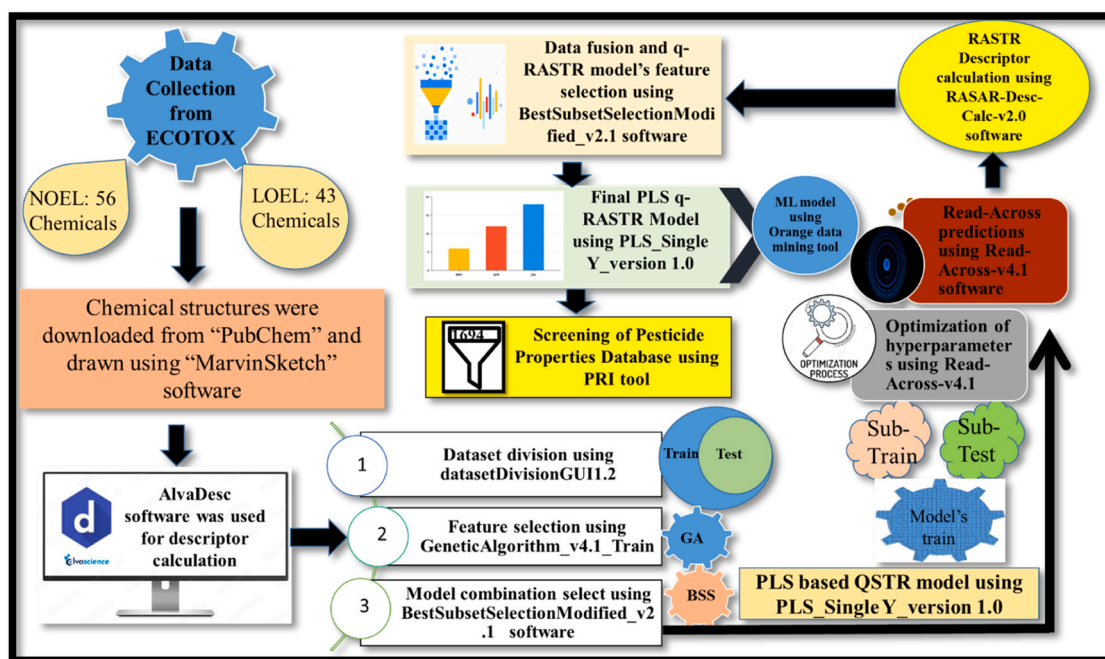 Data
Collection
from
ECOTOX
NOEL: 56
Chemicals
LOEL: 43
Chemicals
Chemical structures were
downloaded from “PubChem” and
drawn using “MarvinSketch”
software
d
alvascience
AlvaDesc
software was used
for descriptor
calculation
1
Dataset division using
datasetDivisionGUI1.2
Train
Test
2
Feature selection using
GeneticAlgorithm_v4.1_Train
GA
3
Model combination select using
BestSubsetSelectionModified_v2
.1 software
BSS
PLS based QSTR model using
PLS_Single Y_version 1.0
Model's
train
Sub-
Train
Sub-
Test
OPTIMIZATION
PROCESS
Optimization of
hyperparameter
s using Read-
Across-v4.1
Read-Across
predictions
using Read-
Across-v4.1
software
RASTR
Descriptor
calculation using
RASAR-Desc-
Calc-v2.0
software
Data fusion and q-
RASTR model's feature
selection using
BestSubsetSelectionModi
fied_v2.1 software
Final PLS q-
RASTR Model
using PLS_Single
Y_version 1.0
ML model
using
Orange data
mining tool
1694
Screening of Pesticide
Properties Database using
PRI tool